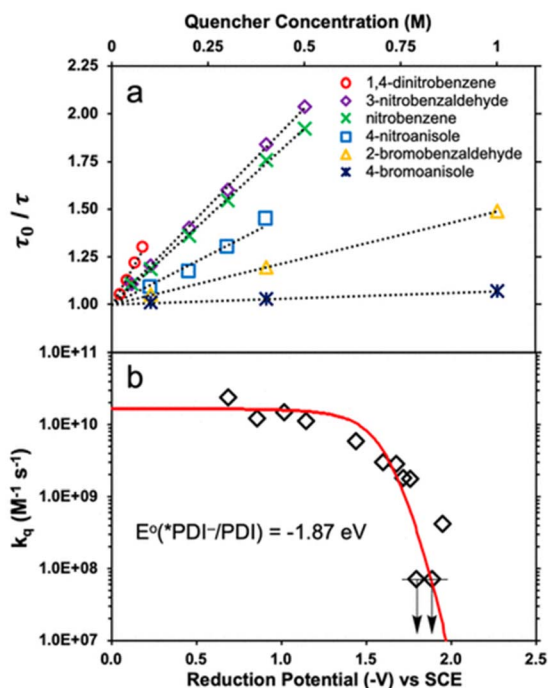 Quencher Concentration (M)
0 0.25 0.50 0.75 1
2.25
2.00
1.75
1.50
1.25
1.00
τ₀ / τ
a
1,4-dinitrobenzene
3-nitrobenzaldehyde
nitrobenzene
4-nitroanisole
2-bromobenzaldehyde
4-bromoanisole
1.0E+11
1.0E+10
1.0E+09
1.0E+08
1.0E+07
k_q (M⁻¹ s⁻¹)
b
E°(*PDI⁻/PDI) = -1.87 eV
0.0 0.5 1.0 1.5 2.0 2.5
Reduction Potential (-V) vs SCE